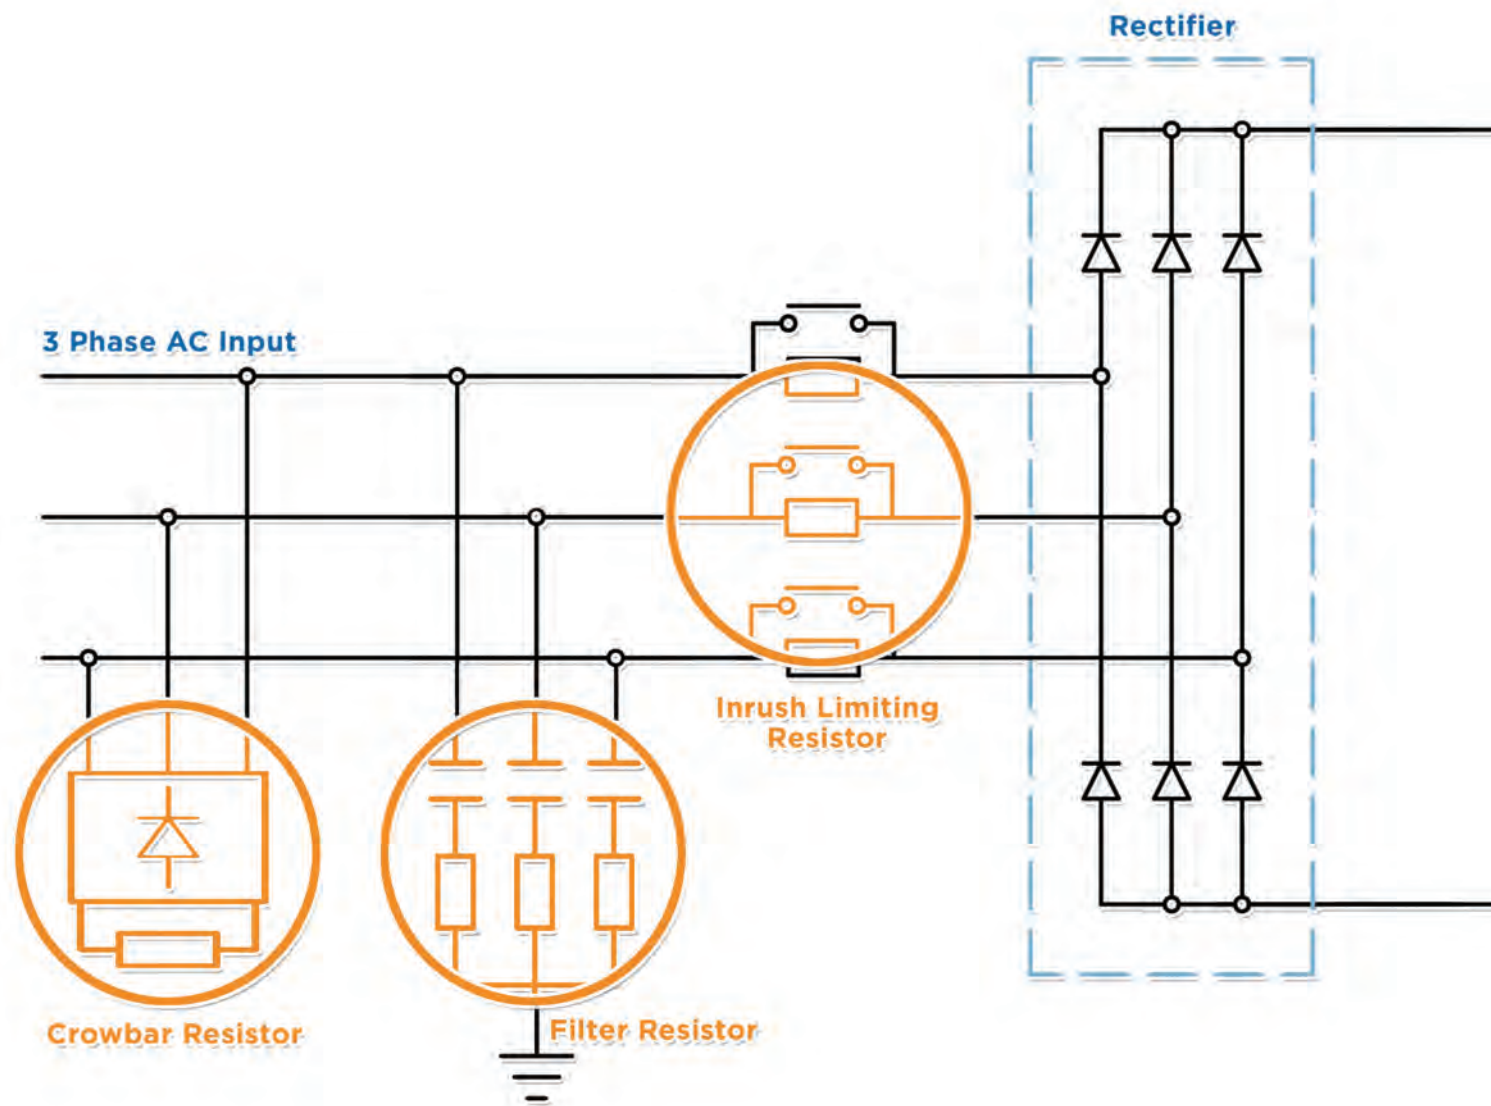 Rectifier
3 Phase AC Input
Inrush Limiting
Resistor
Crowbar Resistor
Filter Resistor